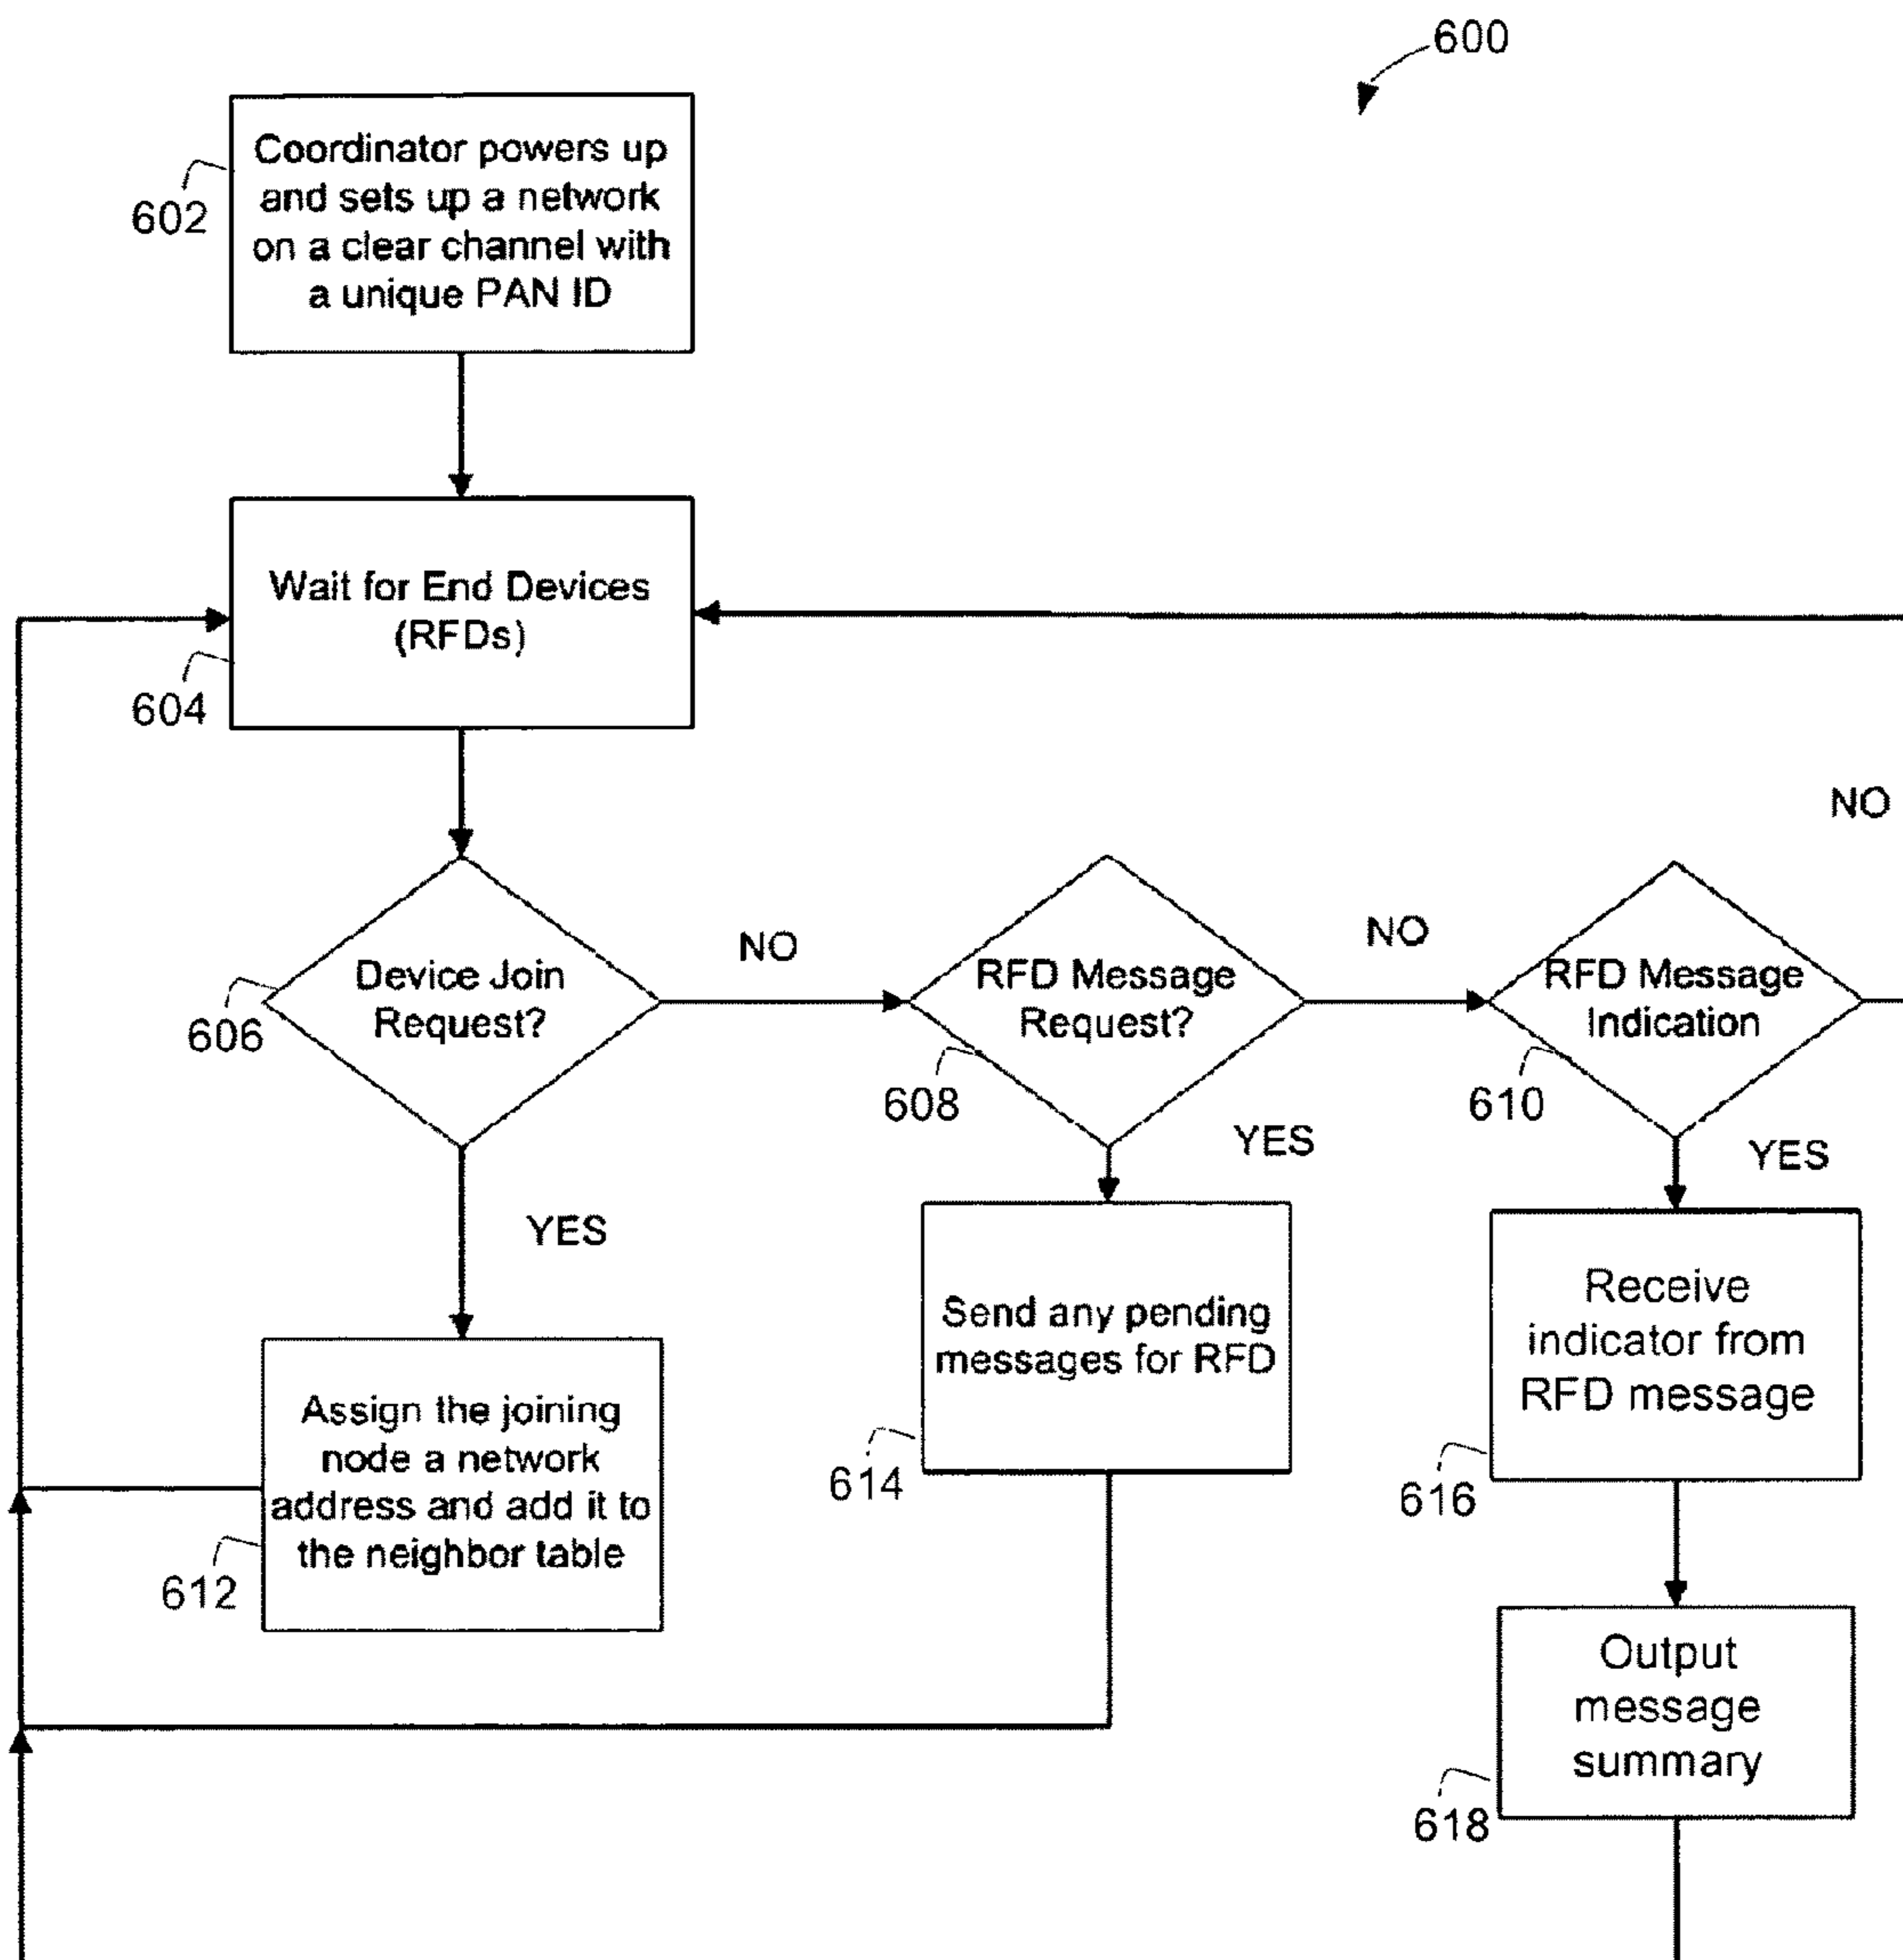 600
Coordinator powers up
and sets up a network
on a clear channel with
a unique PAN ID
602
Wait for End Devices
(RFDs)
604
NO
Device Join
Request?
606
NO
RFD Message
Request?
608
NO
RFD Message
Indication
610
YES
YES
YES
Assign the joining
node a network
address and add it to
the neighbor table
612
Send any pending
messages for RFD
614
Receive
indicator from
RFD message
616
Output
message
summary
618